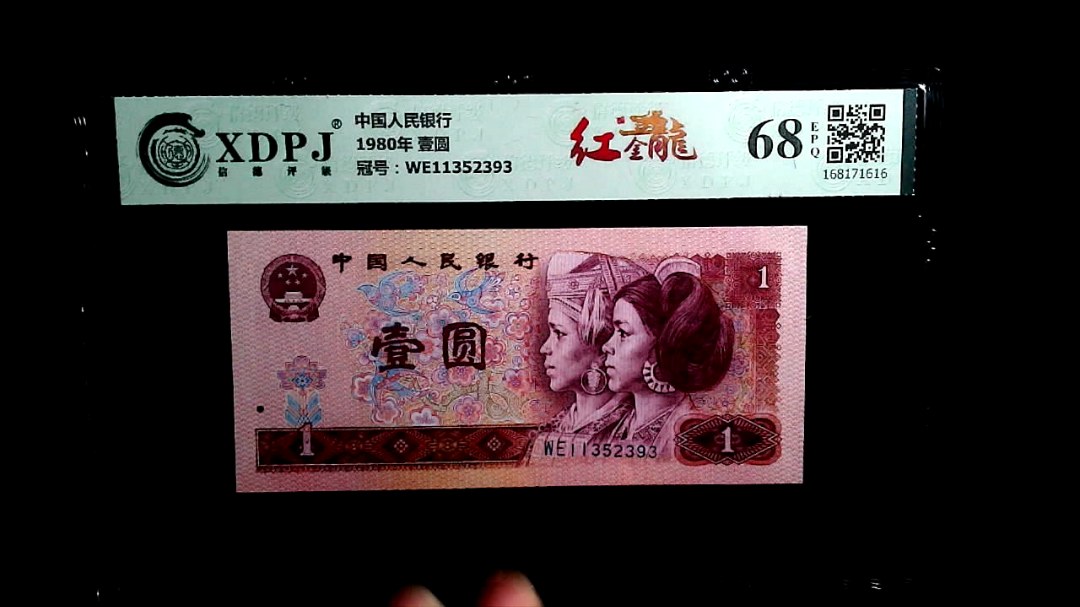 XDPJ®
信德评级
中国人民银行
1980年 壹圆
冠号：WE11352393
红金龍
68 EPQ
168171616
中国人民银行
1
壹圆
1
WE11352393
1